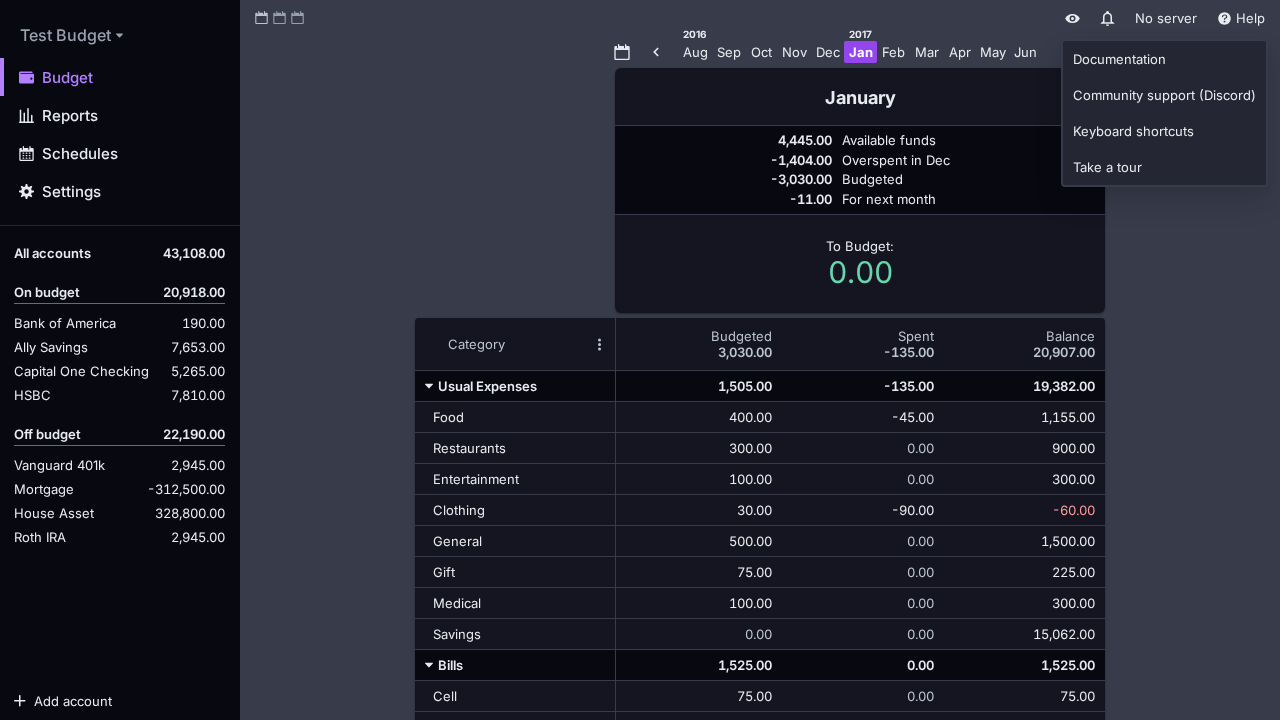 Test Budget
Budget
Reports
Schedules
Settings
All accounts 43,108.00
On budget 20,918.00
Bank of America 190.00
Ally Savings 7,653.00
Capital One Checking 5,265.00
HSBC 7,810.00
Off budget 22,190.00
Vanguard 401k 2,945.00
Mortgage -312,500.00
House Asset 328,800.00
Roth IRA 2,945.00
Add account
No server Help
2016 2017
Aug Sep Oct Nov Dec Jan Feb Mar Apr May Jun
Documentation
Community support (Discord)
Keyboard shortcuts
Take a tour
January
4,445.00 Available funds
-1,404.00 Overspent in Dec
-3,030.00 Budgeted
-11.00 For next month
To Budget:
0.00
Category Budgeted Spent Balance
3,030.00 -135.00 20,907.00
Usual Expenses 1,505.00 -135.00 19,382.00
Food 400.00 -45.00 1,155.00
Restaurants 300.00 0.00 900.00
Entertainment 100.00 0.00 300.00
Clothing 30.00 -90.00 -60.00
General 500.00 0.00 1,500.00
Gift 75.00 0.00 225.00
Medical 100.00 0.00 300.00
Savings 0.00 0.00 15,062.00
Bills 1,525.00 0.00 1,525.00
Cell 75.00 0.00 75.00